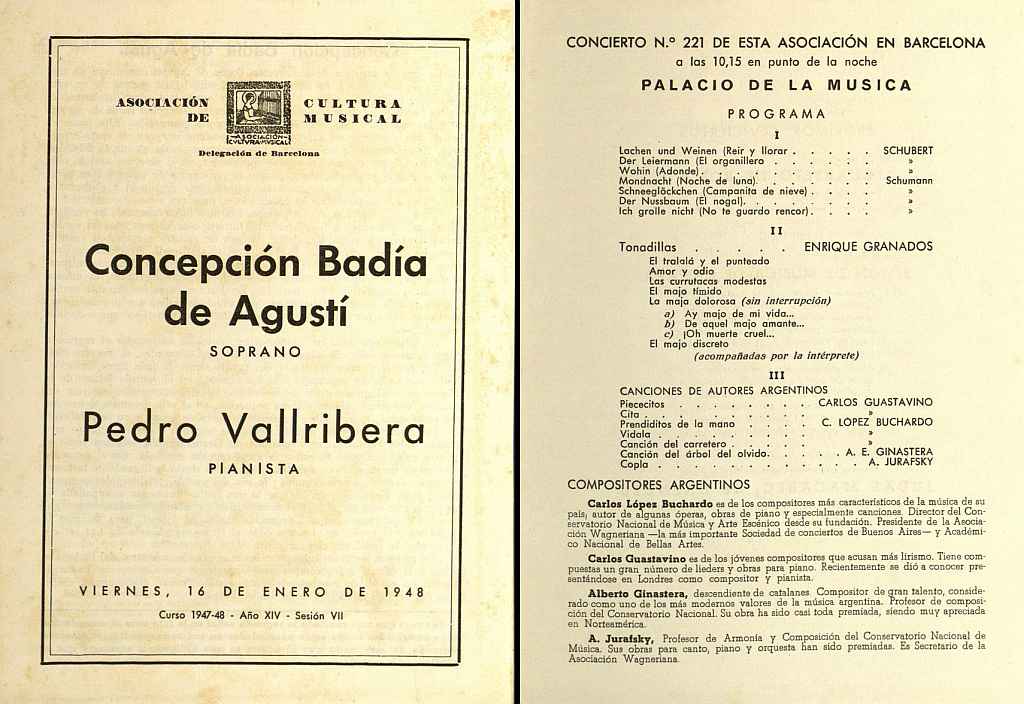 ASOCIACIÓN
DE
CULTURA
MUSICAL
ASOCIACIÓN
CVLTVRA·MVSICAL
Delegación de Barcelona
Concepción Badía
de Agustí
SOPRANO
Pedro Vallribera
PIANISTA
VIERNES, 16 DE ENERO DE 1948
Curso 1947-48 - Año XIV - Sesión VII
CONCIERTO N.º 221 DE ESTA ASOCIACIÓN EN BARCELONA
a las 10,15 en punto de la noche
PALACIO DE LA MUSICA
PROGRAMA
I
Lachen und Weinen (Reír y llorar . . . . . SCHUBERT
Der Leiermann (El organillero . . . . . . »
Wohin (Adonde) . . . . . . . . . . »
Mondnacht (Noche de luna). . . . . . . Schumann
Schneeglöckchen (Campanita de nieve) . . . . »
Der Nussbaum (El nogal). . . . . . . . »
Ich grolle nicht (No te guardo rencor). . . . »
II
Tonadillas . . . . . ENRIQUE GRANADOS
El tralalá y el punteado
Amor y odio
Las currutacas modestas
El majo tímido
La maja dolorosa (sin interrupción)
a) Ay majo de mi vida...
b) De aquel majo amante...
c) ¡Oh muerte cruel...
El majo discreto
(acompañadas por la intérprete)
III
CANCIONES DE AUTORES ARGENTINOS
Piececitos . . . . . . . . CARLOS GUASTAVINO
Cita . . . . . . . . . . »
Prendiditos de la mano . . . . C. LÓPEZ BUCHARDO
Vidala . . . . . . . . . »
Canción del carretero . . . . . . »
Canción del árbol del olvido. . . . . . A. E. GINASTERA
Copla . . . . . . . . . . . . A. JURAFSKY
COMPOSITORES ARGENTINOS
Carlos López Buchardo es de los compositores más característicos de la música de su
país; autor de algunas óperas, obras de piano y especialmente canciones. Director del Con-
servatorio Nacional de Música y Arte Escénico desde su fundación. Presidente de la Asocia-
ción Wagneriana —la más importante Sociedad de conciertos de Buenos Aires— y Académi-
co Nacional de Bellas Artes.
Carlos Guastavino es de los jóvenes compositores que acusan más lirismo. Tiene com-
puestas un gran número de lieders y obras para piano. Recientemente se dió a conocer pre-
sentándose en Londres como compositor y pianista.
Alberto Ginastera, descendiente de catalanes. Compositor de gran talento, conside-
rado como uno de los más modernos valores de la música argentina. Profesor de composi-
ción del Conservatorio Nacional. Su obra ha sido casi toda premiada, siendo muy apreciada
en Norteamérica.
A. Jurafsky, Profesor de Armonía y Composición del Conservatorio Nacional de
Música. Sus obras para canto, piano y orquesta han sido premiadas. Es Secretario de la
Asociación Wagneriana.